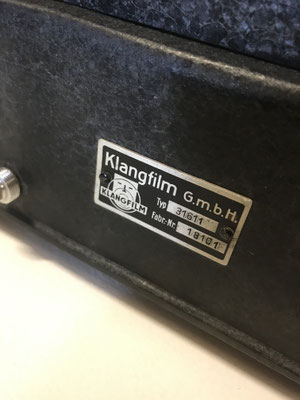 Klangfilm G.m.b.H.
KLANGFILM
Typ 31611
Fabr.-Nr. 18101